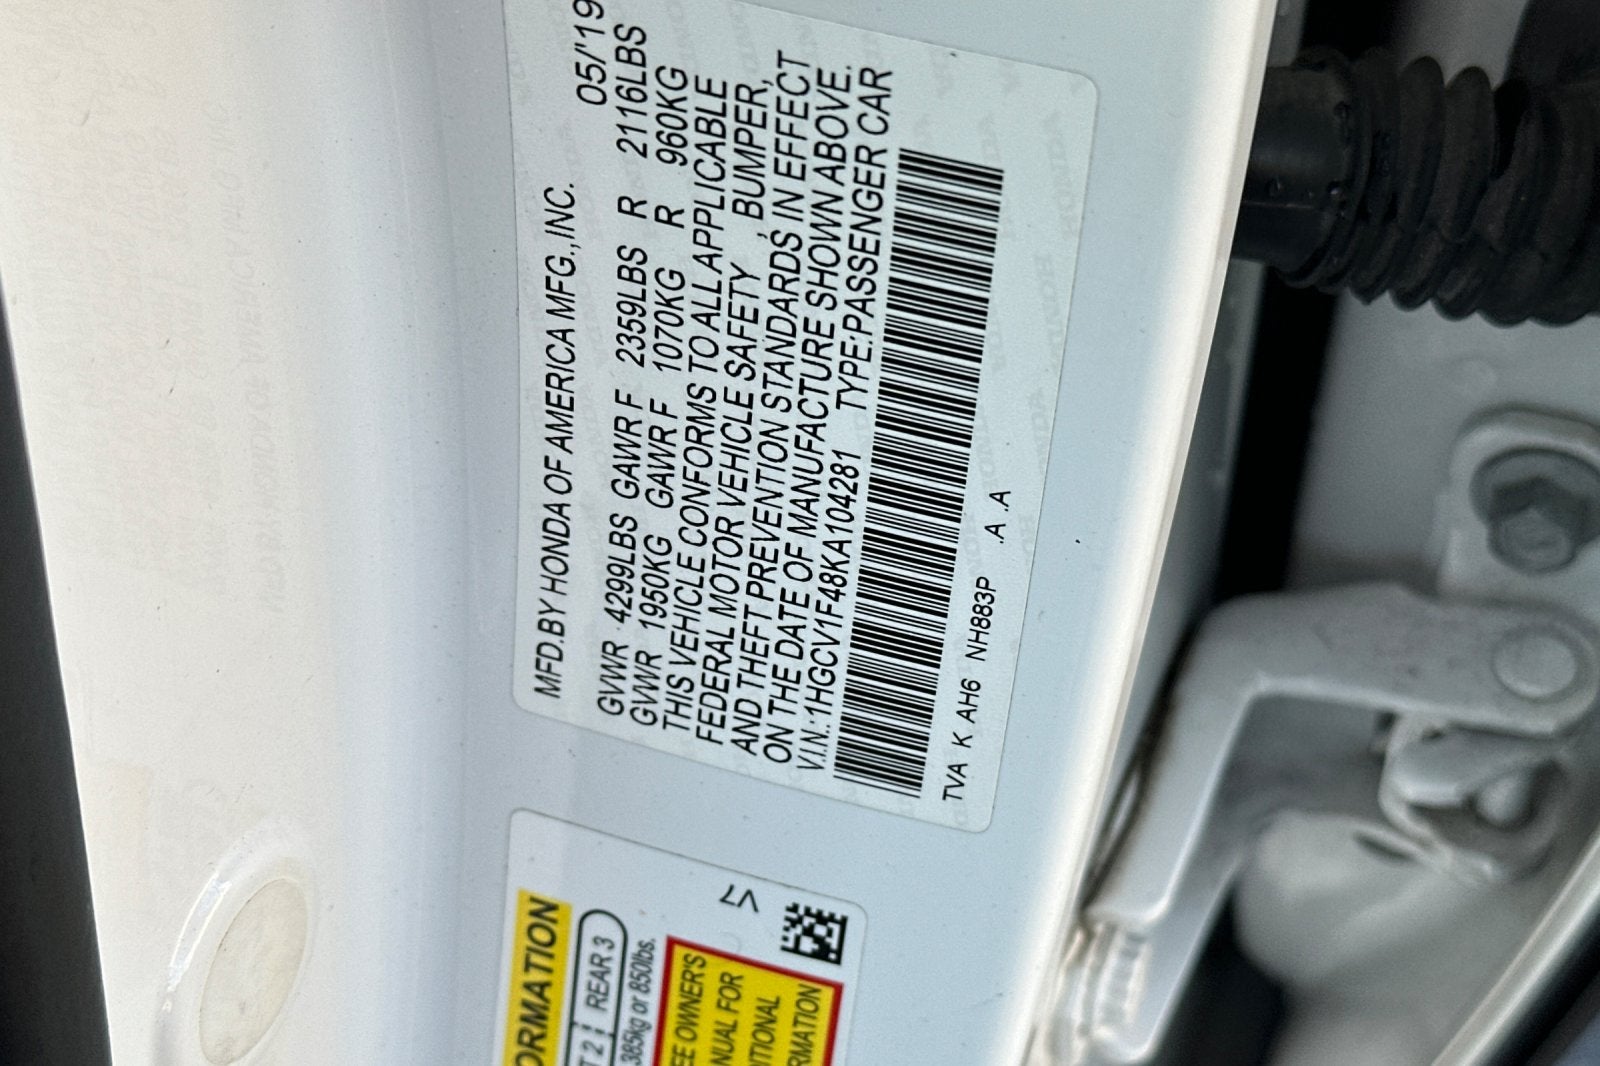 MFD.BY HONDA OF AMERICA MFG.,INC.
05/'19
GVWR 4299LBS GAWR F 2359LBS R 2116LBS
GVWR 1950KG GAWR F 1070KG R 960KG
THIS VEHICLE CONFORMS TO ALL APPLICABLE
FEDERAL MOTOR VEHICLE SAFETY , BUMPER,
AND THEFT PREVENTION STANDARDS IN EFFECT
ON THE DATE OF MANUFACTURE SHOWN ABOVE.
V.I.N.:1HGCV1F48KA104281 TYPE:PASSENGER CAR
TVA K AH6 NH883P .A .A
ORMATION
T 2 REAR 3
385kg or 850lbs.
EE OWNER'S
NUAL FOR
ITIONAL
RMATION